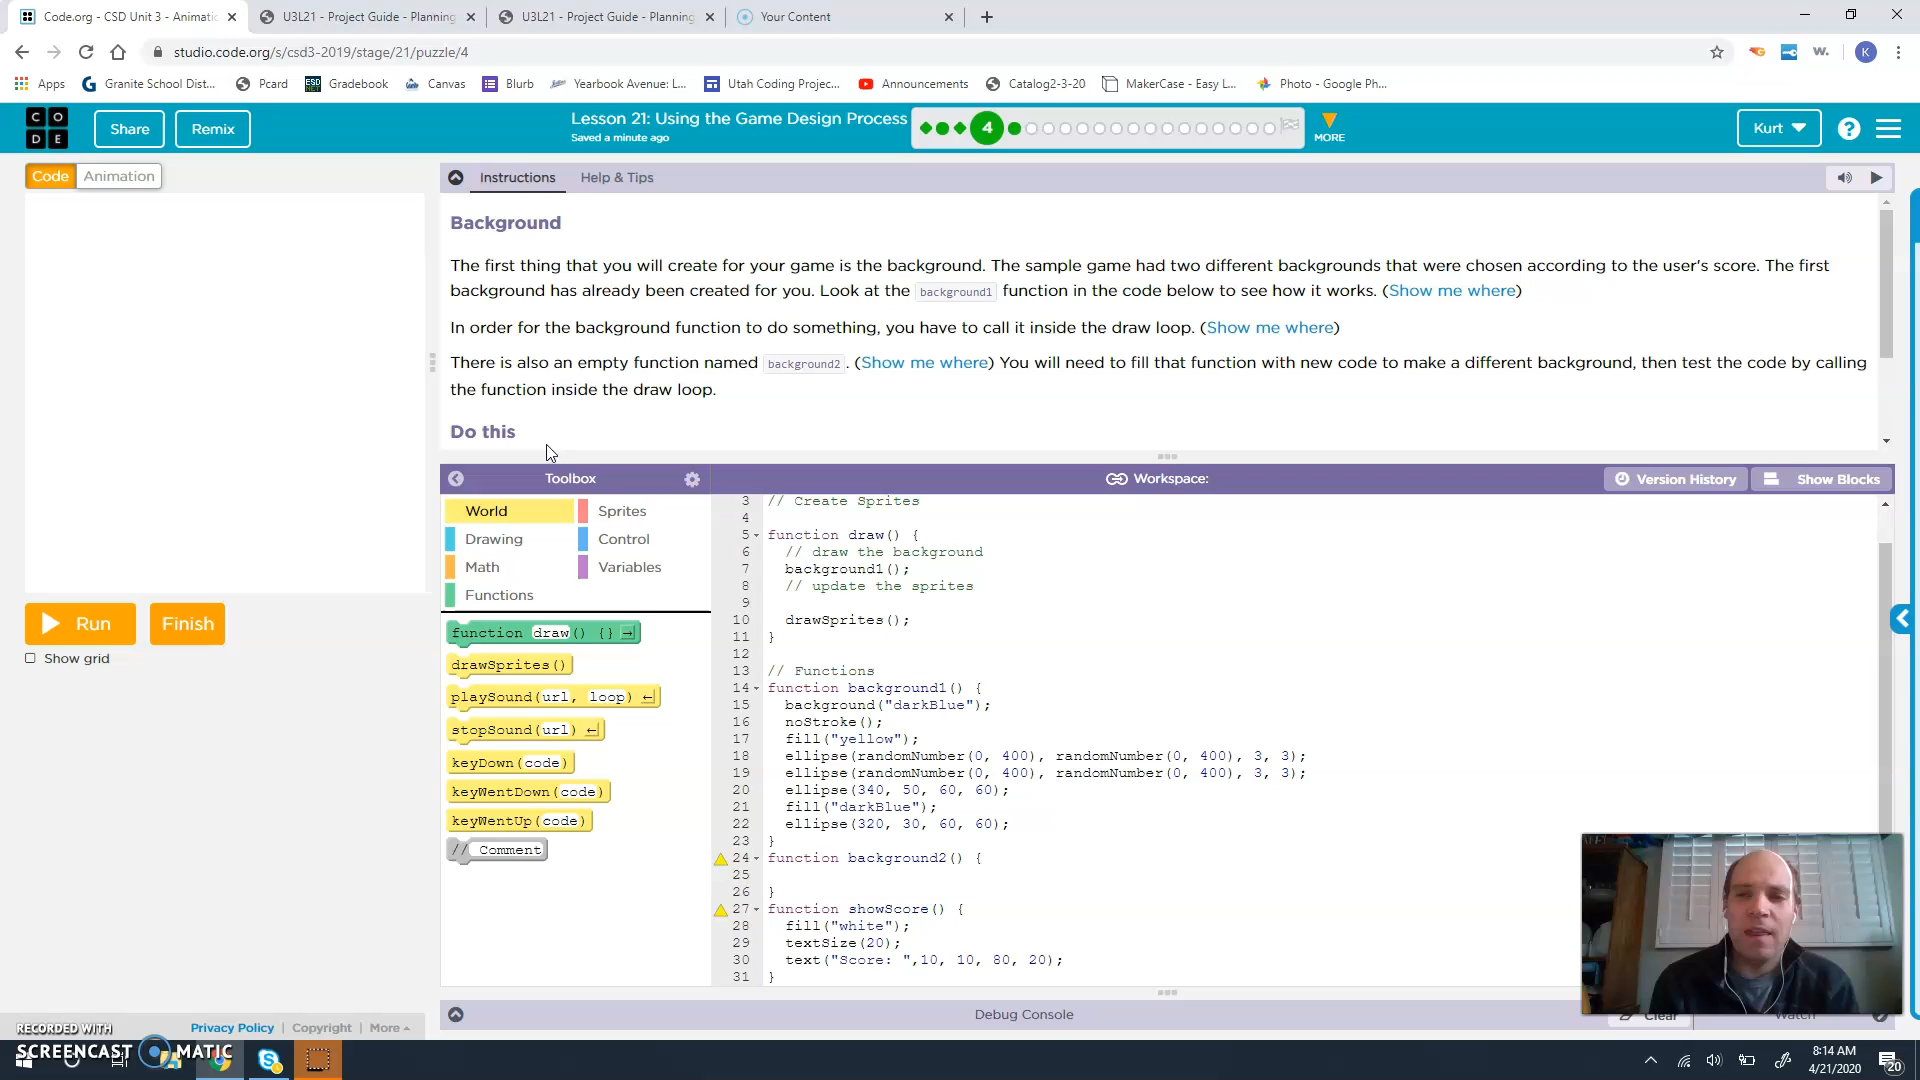 Code.org - CSD Unit 3 - Animatic
U3L21 - Project Guide - Planning
U3L21 - Project Guide - Planning
Your Content
studio.code.org/s/csd3-2019/stage/21/puzzle/4
K
Apps
Granite School Dist...
Pcard
Gradebook
Canvas
Blurb
Yearbook Avenue: L...
Utah Coding Projec...
Announcements
Catalog2-3-20
MakerCase - Easy L...
Photo - Google Ph...
C O
D E
Share
Remix
Lesson 21: Using the Game Design Process
Saved a minute ago
4
MORE
Kurt
Code
Animation
Instructions
Help & Tips
Background
The first thing that you will create for your game is the background. The sample game had two different backgrounds that were chosen according to the user's score. The first
background has already been created for you. Look at the background1 function in the code below to see how it works. (Show me where)
In order for the background function to do something, you have to call it inside the draw loop. (Show me where)
There is also an empty function named background2. (Show me where) You will need to fill that function with new code to make a different background, then test the code by calling
the function inside the draw loop.
Do this
Run
Finish
Show grid
Toolbox
World
Sprites
Drawing
Control
Math
Variables
Functions
function draw() {}
drawSprites()
playSound(url, loop)
stopSound(url)
keyDown(code)
keyWentDown(code)
keyWentUp(code)
// Comment
Workspace:
Version History
Show Blocks
3 // Create Sprites
4
5 function draw() {
6 // draw the background
7 background1();
8 // update the sprites
9
10 drawSprites();
11 }
12
13 // Functions
14 function background1() {
15 background("darkBlue");
16 noStroke();
17 fill("yellow");
18 ellipse(randomNumber(0, 400), randomNumber(0, 400), 3, 3);
19 ellipse(randomNumber(0, 400), randomNumber(0, 400), 3, 3);
20 ellipse(340, 50, 60, 60);
21 fill("darkBlue");
22 ellipse(320, 30, 60, 60);
23 }
24 function background2() {
25
26 }
27 function showScore() {
28 fill("white");
29 textSize(20);
30 text("Score: ",10, 10, 80, 20);
31 }
Debug Console
Clear
Watch
Privacy Policy | Copyright | More
RECORDED WITH
SCREENCAST MATIC
8:14 AM
4/21/2020
20